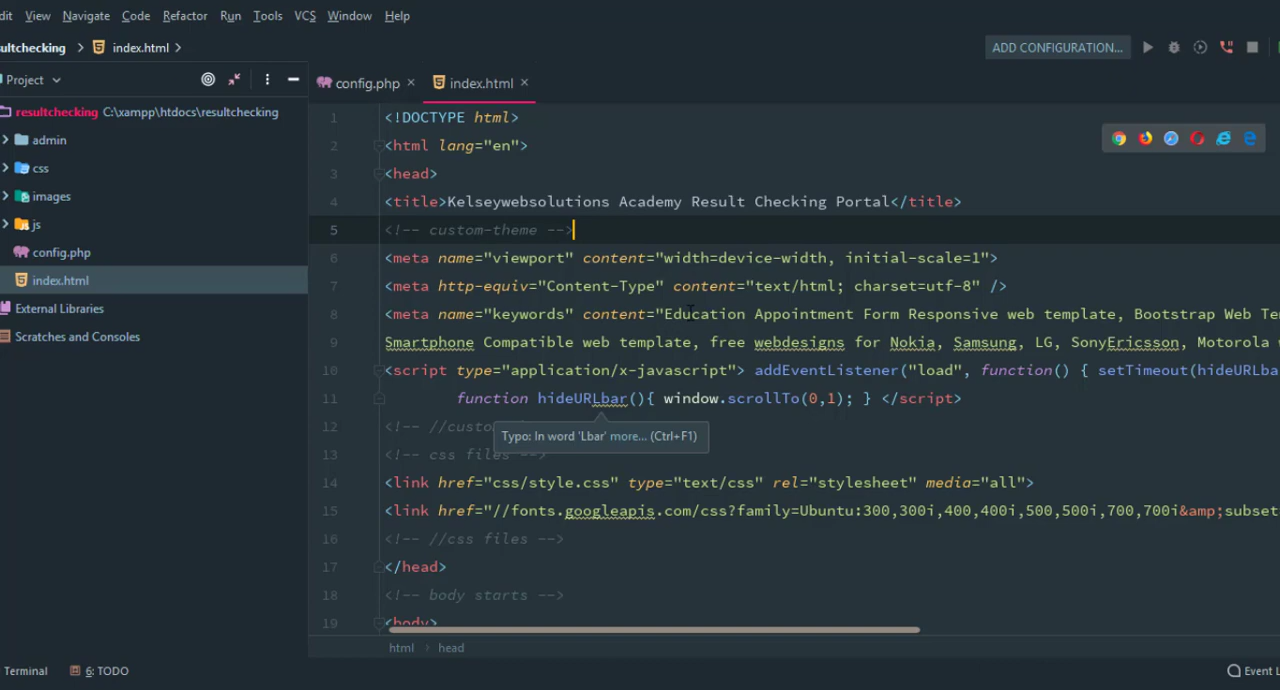 dit View Navigate Code Refactor Run Tools VCS Window Help
ultchecking index.html ADD CONFIGURATION...
Project config.php index.html
resultchecking C:\xampp\htdocs\resultchecking
admin
css
images
js
config.php
index.html
External Libraries
Scratches and Consoles
1 <!DOCTYPE html>
2 <html lang="en">
3 <head>
4 <title>Kelseywebsolutions Academy Result Checking Portal</title>
5 <!-- custom-theme -->
6 <meta name="viewport" content="width=device-width, initial-scale=1">
7 <meta http-equiv="Content-Type" content="text/html; charset=utf-8" />
8 <meta name="keywords" content="Education Appointment Form Responsive web template, Bootstrap Web Te
9 Smartphone Compatible web template, free webdesigns for Nokia, Samsung, LG, SonyEricsson, Motorola w
10 <script type="application/x-javascript"> addEventListener("load", function() { setTimeout(hideURLba
11 function hideURLbar(){ window.scrollTo(0,1); } </script>
12 <!-- //custo
Typo: In word 'Lbar' more... (Ctrl+F1)
13 <!-- css files -->
14 <link href="css/style.css" type="text/css" rel="stylesheet" media="all">
15 <link href="//fonts.googleapis.com/css?family=Ubuntu:300,300i,400,400i,500,500i,700,700i&amp;subset
16 <!-- //css files -->
17 </head>
18 <!-- body starts -->
19 <body>
html head
Terminal 6: TODO Event L